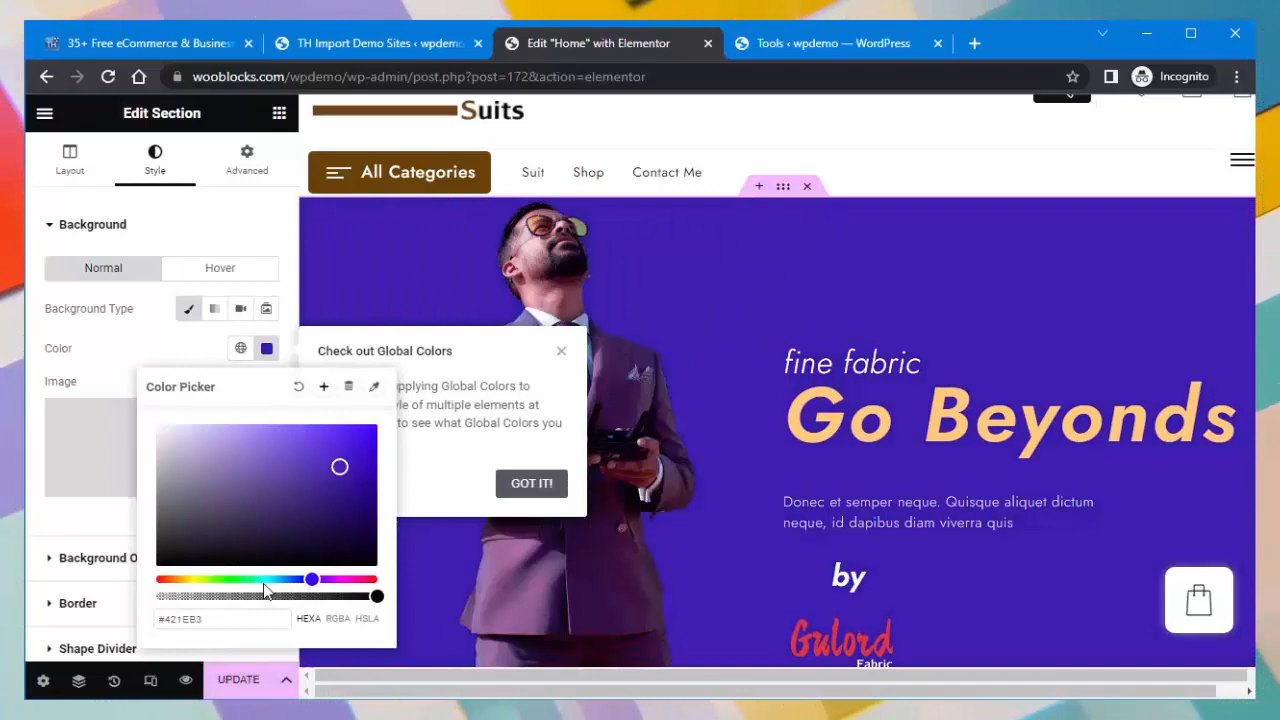 35+ Free eCommerce & Busines
TH Import Demo Sites ‹ wpdemo
Edit "Home" with Elementor
Tools ‹ wpdemo — WordPress
wooblocks.com/wpdemo/wp-admin/post.php?post=172&action=elementor
Incognito
Edit Section
Suits
Layout
Style
Advanced
All Categories
Suit
Shop
Contact Me
Background
Normal
Hover
Background Type
Color
Check out Global Colors
Image
Color Picker
applying Global Colors to
yle of multiple elements at
to see what Global Colors you
GOT IT!
fine fabric
Go Beyonds
Donec et semper neque. Quisque aliquet dictum
neque, id dapibus diam viverra quis
by
Gulord
Fabric
Background O
Border
#421EB3
HEXA
RGBA
HSLA
Shape Divider
UPDATE